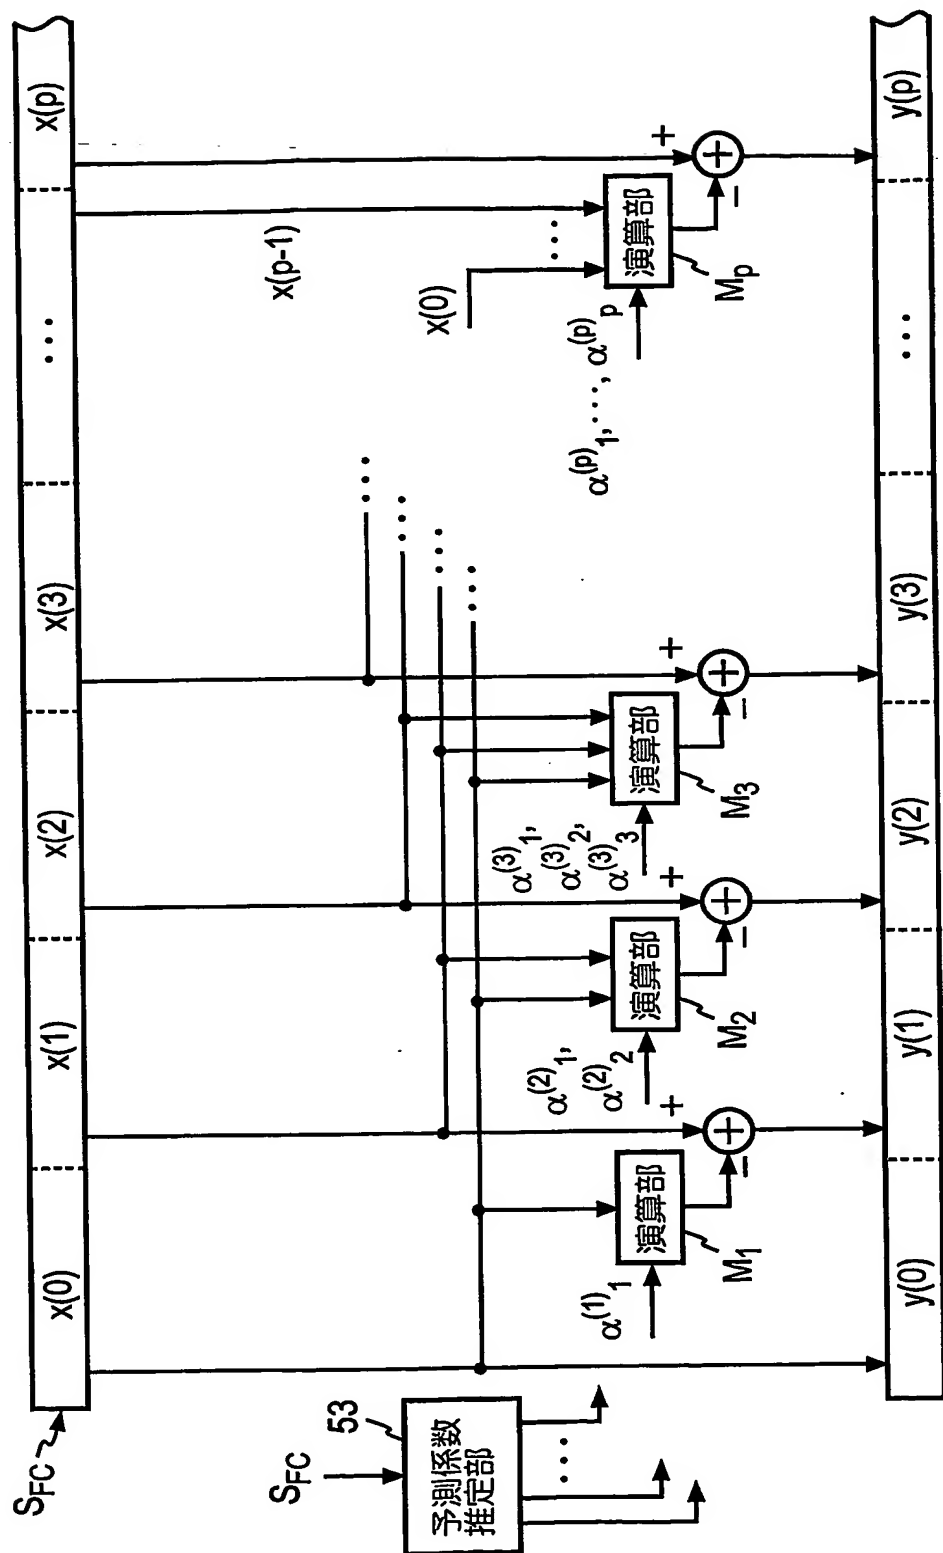 S_FC
x(0) x(1) x(2) x(3) ... x(p)
S_FC
53
予測係数
推定部
...
x(p-1)
x(0)
...
α^(1)_1
演算部
M_1
+
−
α^(2)_1,
α^(2)_2
演算部
M_2
+
−
α^(3)_1,
α^(3)_2,
α^(3)_3
演算部
M_3
+
−
α^(p)_1, ..., α^(p)_p
演算部
M_p
+
−
y(0) y(1) y(2) y(3) ... y(p)